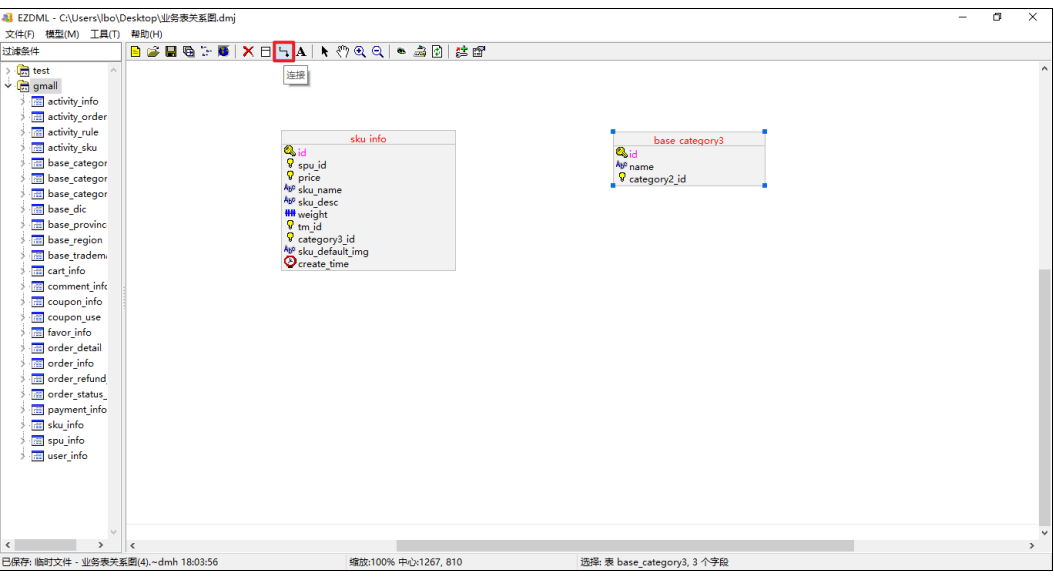 EZDML - C:\Users\lbo\Desktop\业务表关系图.dmj
文件(F) 模型(M) 工具(T) 帮助(H)
过滤条件
A
连接
test
gmall
activity_info
activity_order
activity_rule
activity_sku
base_categor
base_categor
base_categor
base_dic
base_provinc
base_region
base_tradem
cart_info
comment_info
coupon_info
coupon_use
favor_info
order_detail
order_info
order_refund_
order_status_
payment_info
sku_info
spu_info
user_info
sku info
id
spu_id
price
sku_name
sku_desc
weight
tm_id
category3_id
sku_default_img
create_time
base category3
id
name
category2_id
已保存: 临时文件 - 业务表关系图(4).~dmh 18:03:56
缩放:100% 中心:1267, 810
选择: 表 base_category3, 3 个字段